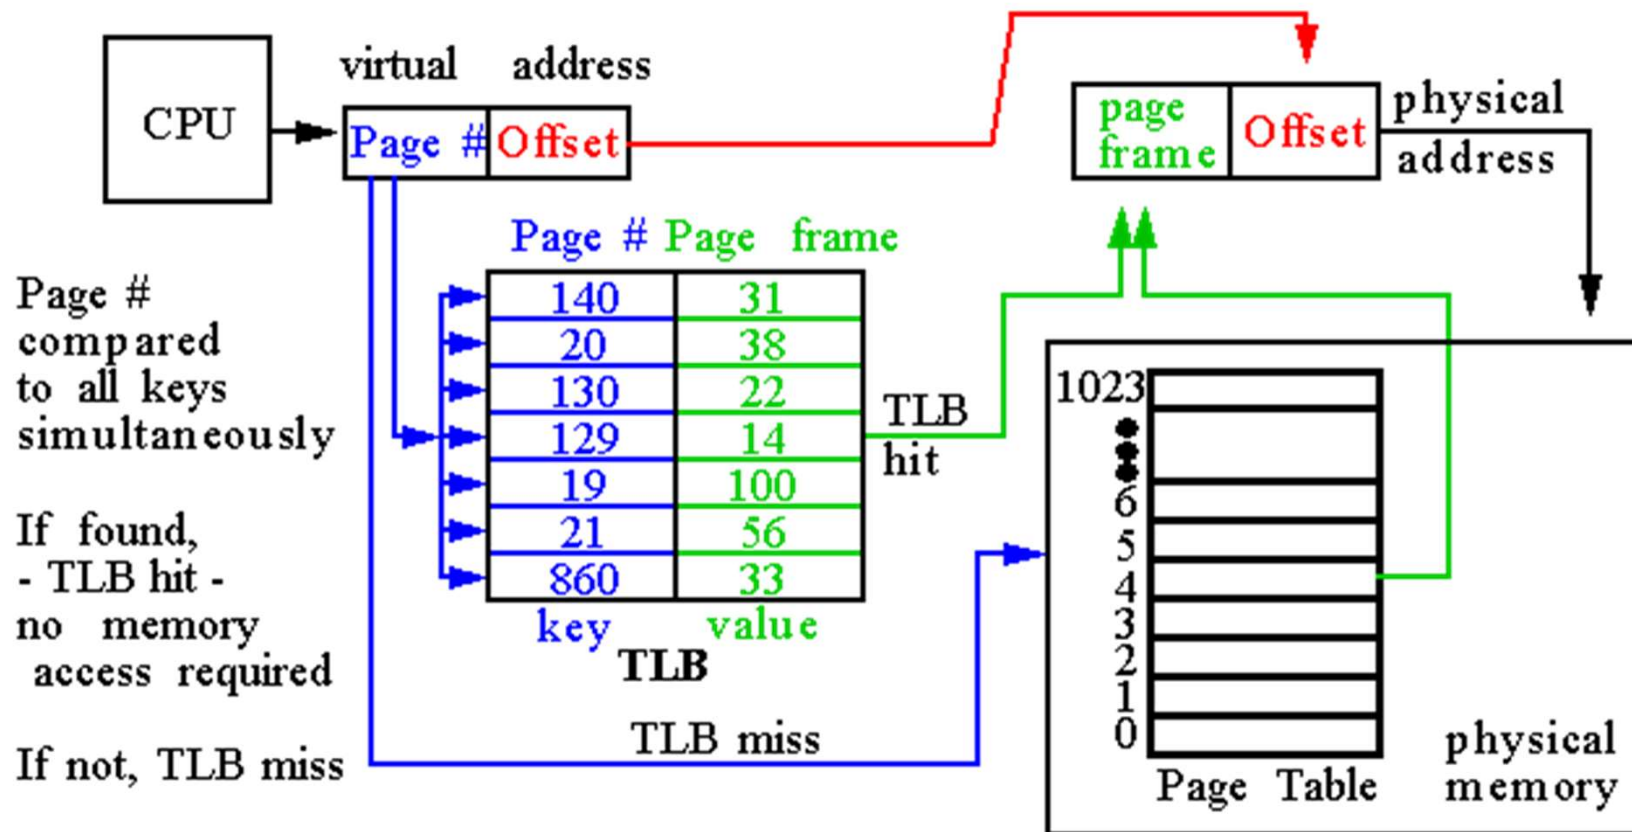 CPU
virtual address
Page # Offset
page
frame
Offset
physical
address
Page # Page frame
140 31
20 38
130 22
129 14
19 100
21 56
860 33
key value
TLB
TLB
hit
TLB miss
Page #
compared
to all keys
simultaneously
If found,
- TLB hit -
no memory
access required
If not, TLB miss
1023
6
5
4
3
2
1
0
Page Table
physical
memory